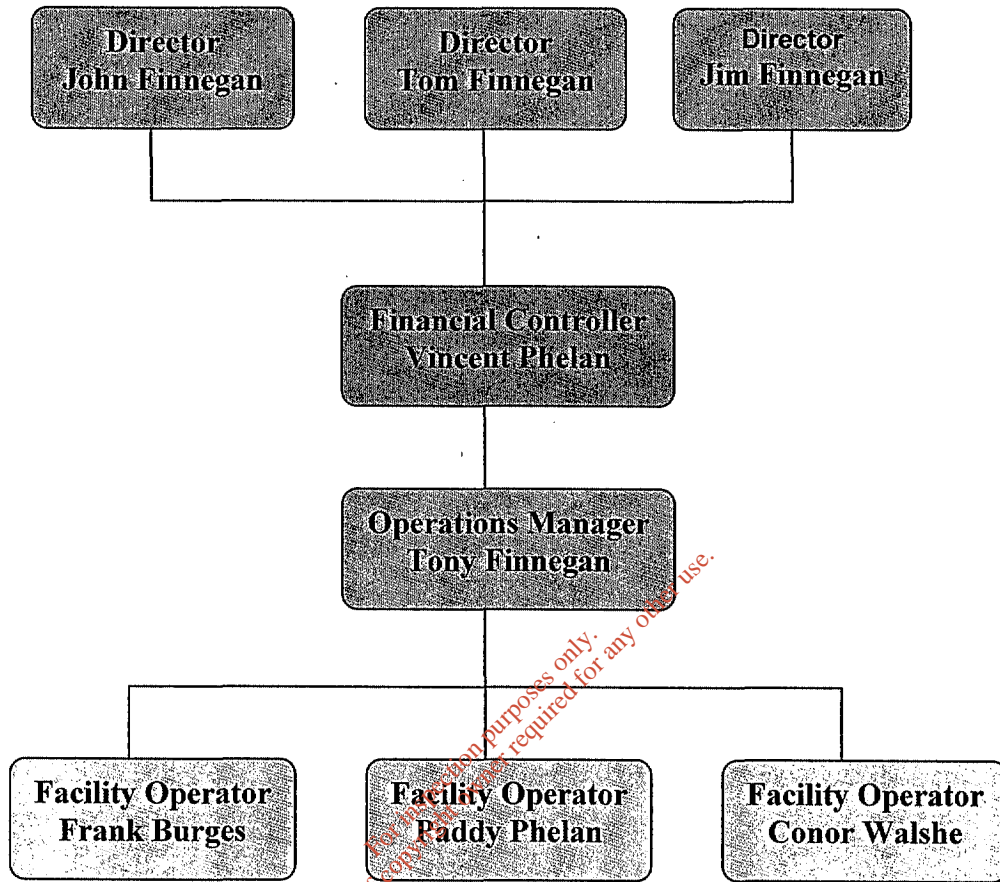 Director
John Finnegan
Director
Tom Finnegan
Director
Jim Finnegan
Financial Controller
Vincent Phelan
Operations Manager
Tony Finnegan
Facility Operator
Frank Burges
Facility Operator
Paddy Phelan
Facility Operator
Conor Walshe
For inspection purposes only.
copyright owner required for any other use.